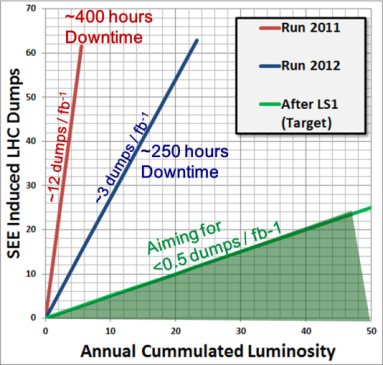 ~400 hours
Downtime
Run 2011
Run 2012
After LS1
(Target)
~12 dumps / fb-1
~3 dumps / fb-1
~250 hours
Downtime
Aiming for
<0.5 dumps / fb-1
SEE Induced LHC Dumps
70
60
50
40
30
20
10
0
0 10 20 30 40 50
Annual Cummulated Luminosity